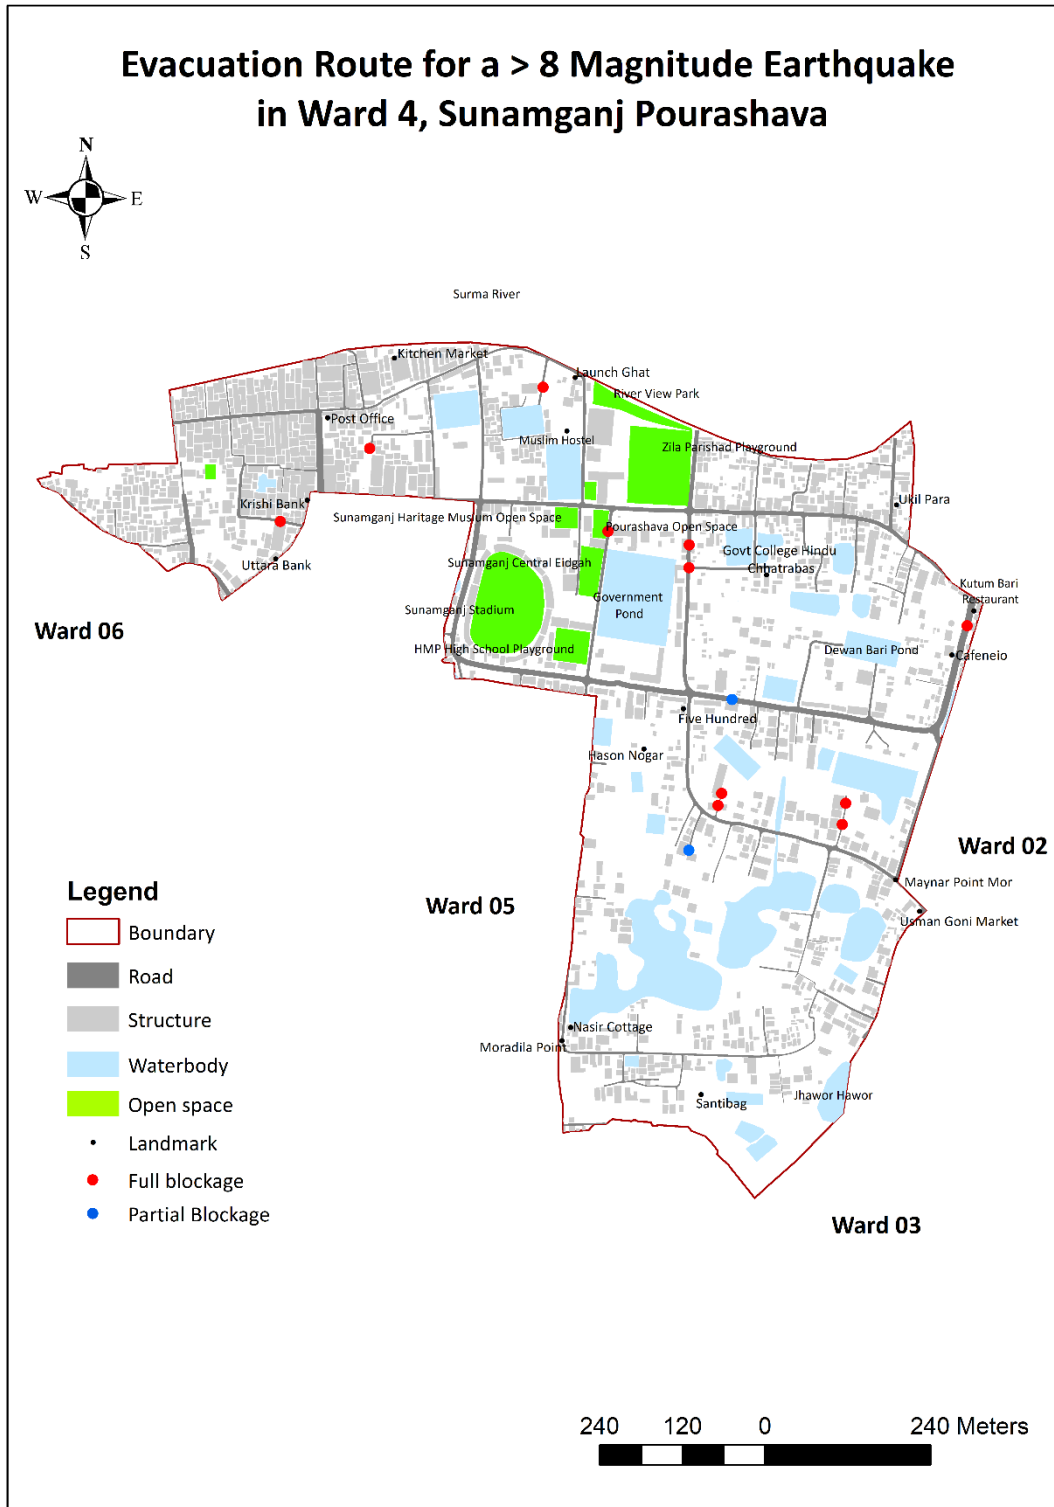 Evacuation Route for a > 8 Magnitude Earthquake
in Ward 4, Sunamganj Pourashava
N
W
E
S
Surma River
Kitchen Market
Launch Ghat
River View Park
Post Office
Muslim Hostel
Zila Parishad Playground
Krishi Bank
Ukil Para
Sunamganj Haritage Musium Open Space
Pourashava Open Space
Uttara Bank
Sunamganj Central Eidgah
Govt College Hindu
Chhatrabas
Kutum Bari
Restaurant
Government
Pond
Sunamganj Stadium
Ward 06
HMP High School Playground
Dewan Bari Pond
Cafeneio
Five Hundred
Hason Nogar
Ward 02
Maynar Point Mor
Legend
Ward 05
Usman Goni Market
Boundary
Road
Structure
Nasir Cottage
Moradila Point
Waterbody
Open space
Santibag
Jhawor Hawor
Landmark
Full blockage
Partial Blockage
Ward 03
240 120 0 240 Meters